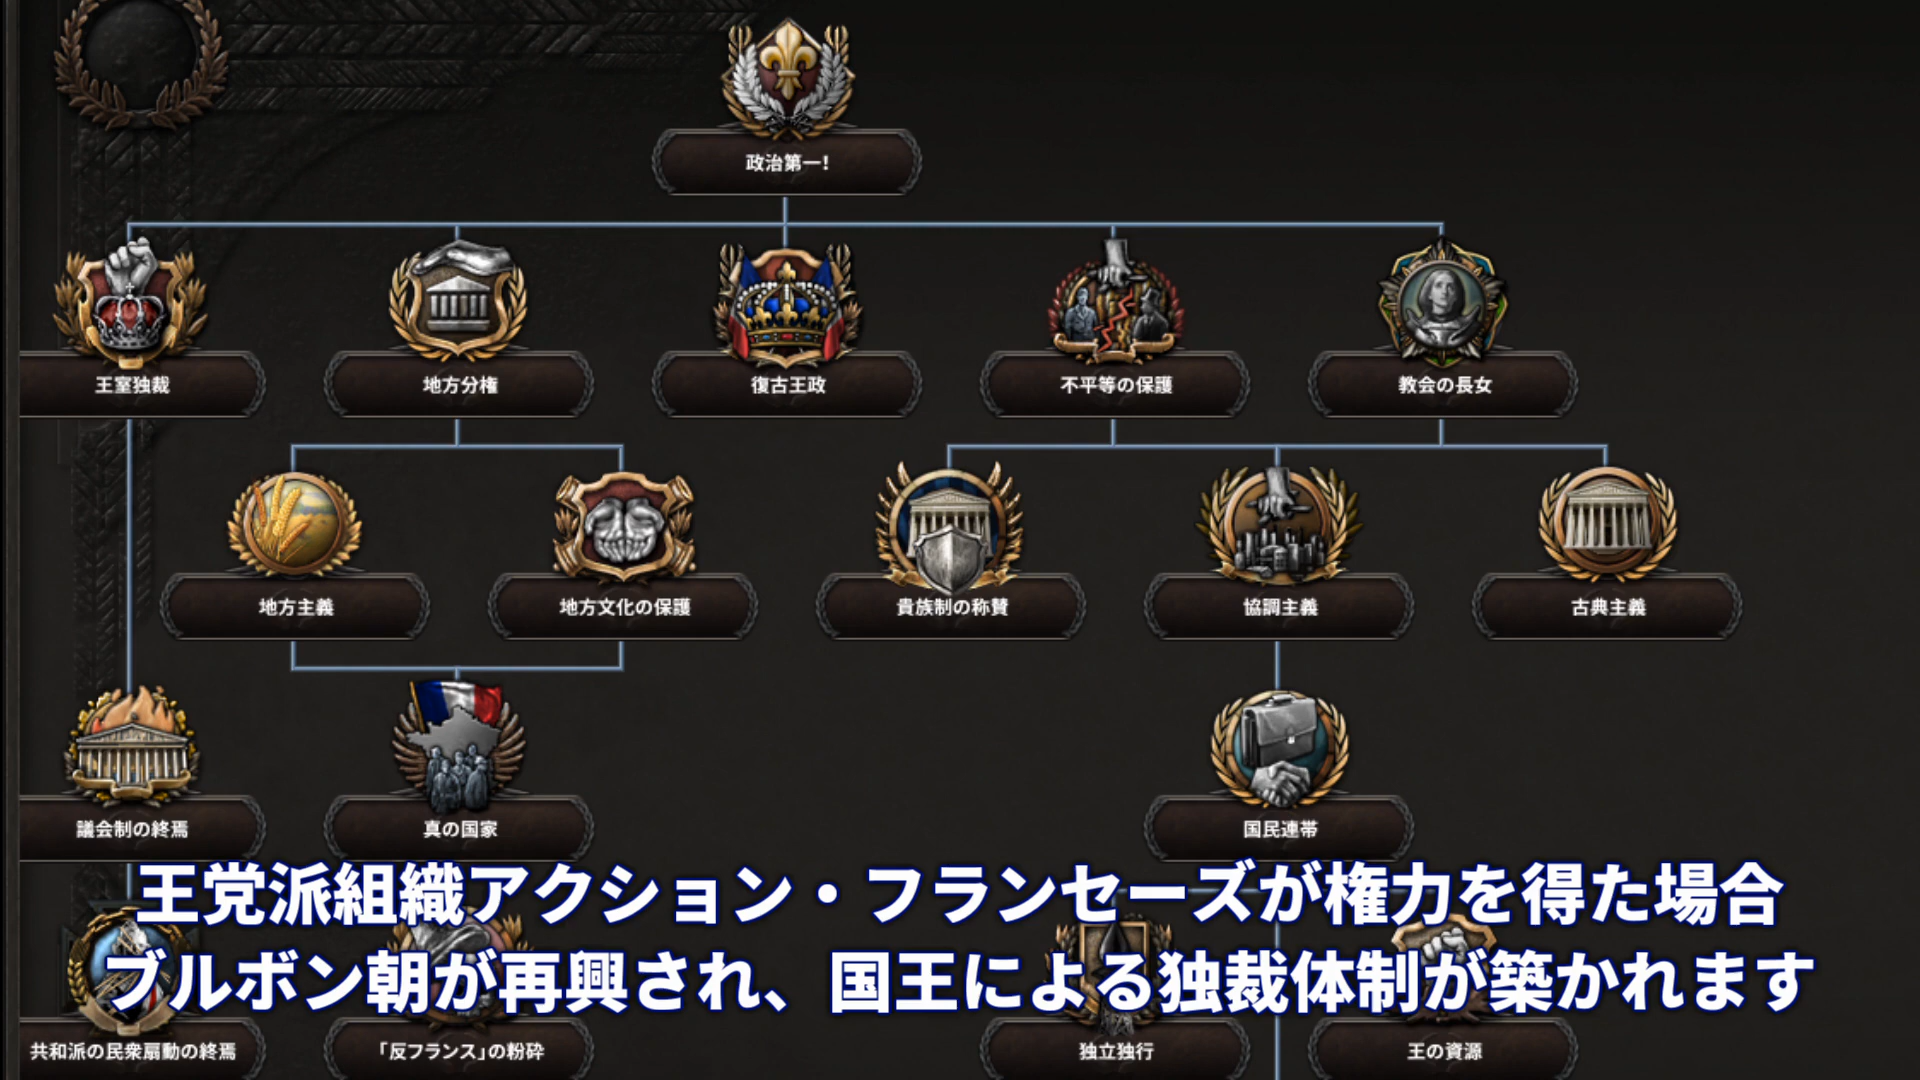 政治第一!
王室独裁
地方分権
復古王政
不平等の保護
教会の長女
地方主義
地方文化の保護
貴族制の称賛
協調主義
古典主義
議会制の終焉
真の国家
国民連帯
王党派組織アクション・フランセーズが権力を得た場合
ブルボン朝が再興され、国王による独裁体制が築かれます
共和派の民衆扇動の終焉
「反フランス」の粉砕
独立独行
王の資源